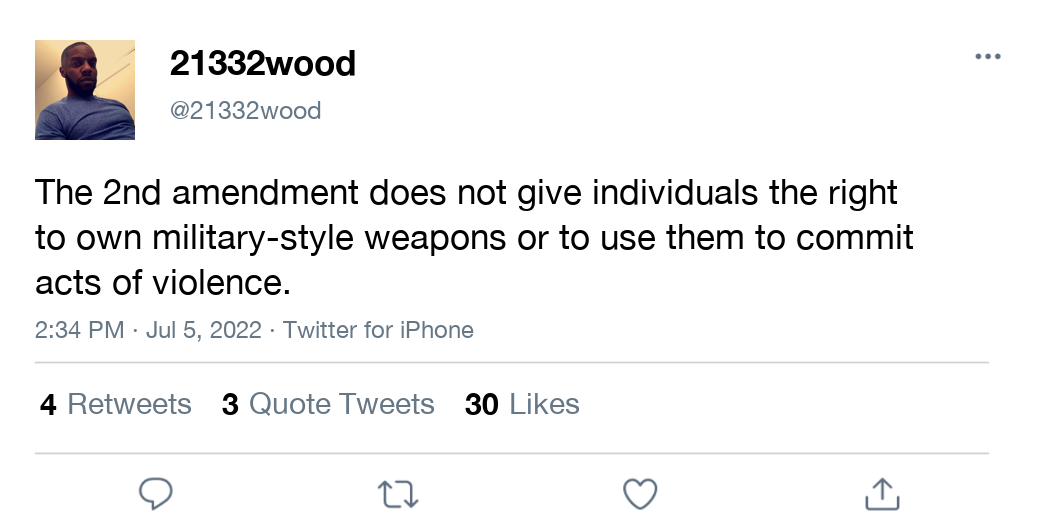 21332wood
@21332wood
The 2nd amendment does not give individuals the right
to own military-style weapons or to use them to commit
acts of violence.
2:34 PM · Jul 5, 2022 · Twitter for iPhone
4 Retweets 3 Quote Tweets 30 Likes